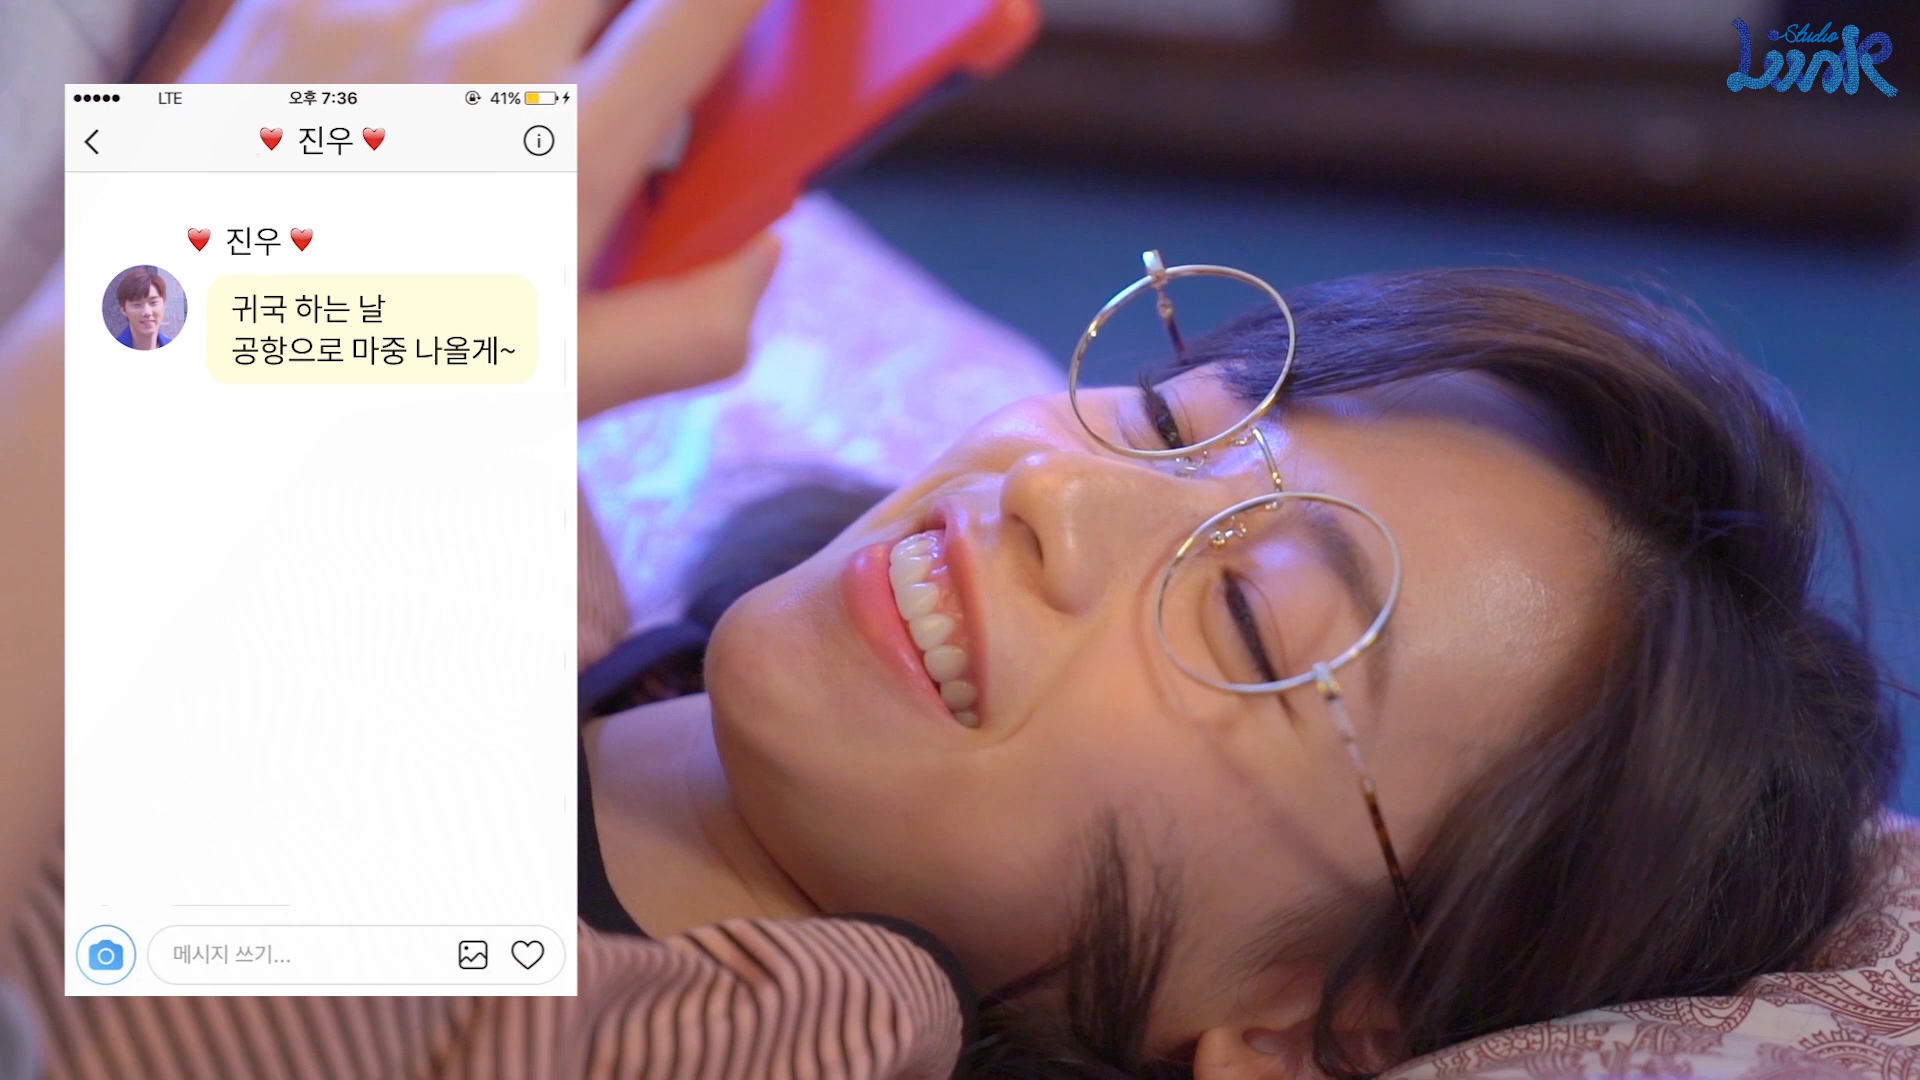 Studio
LiinK
LTE
오후 7:36
41%
❤ 진우 ❤
❤ 진우 ❤
귀국 하는 날
공항으로 마중 나올게~
메시지 쓰기...